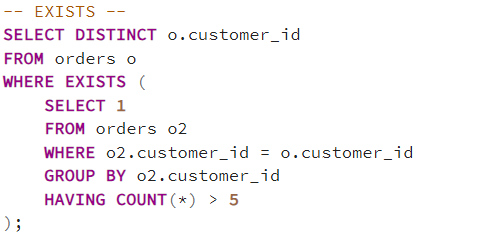 -- EXISTS --
SELECT DISTINCT o.customer_id
FROM orders o
WHERE EXISTS (
    SELECT 1
    FROM orders o2
    WHERE o2.customer_id = o.customer_id
    GROUP BY o2.customer_id
    HAVING COUNT(*) > 5
);